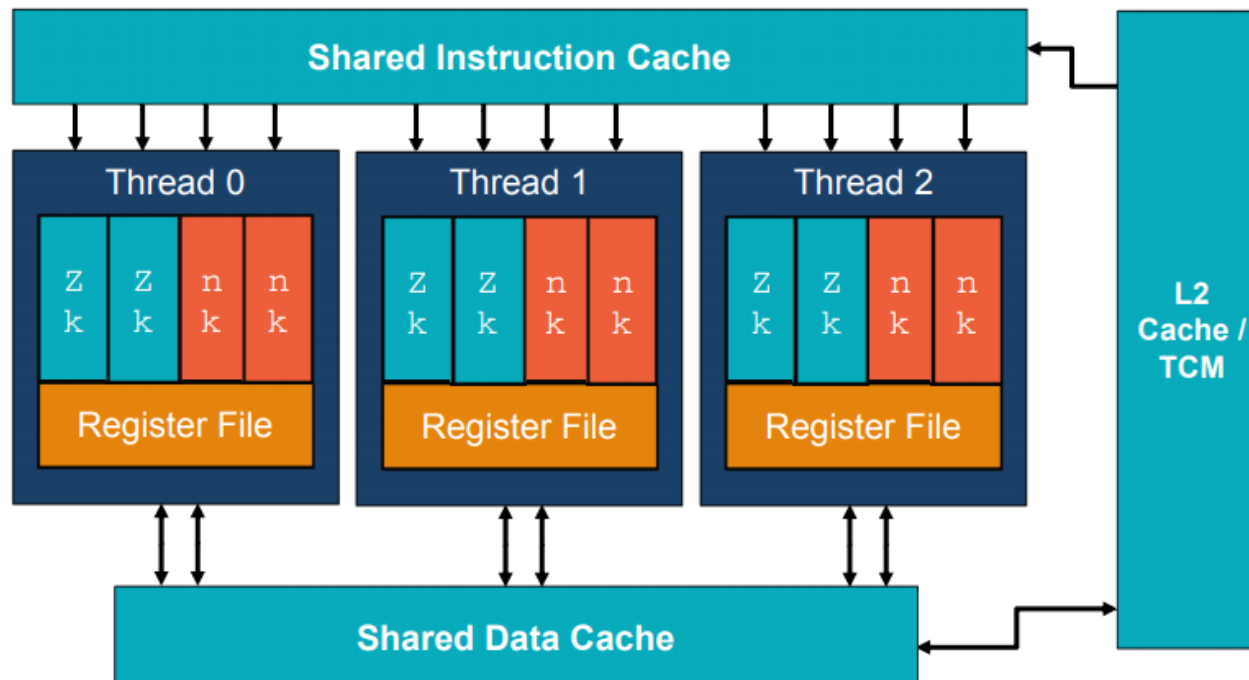 Shared Instruction Cache
Thread 0
Z Z n n
k k k k
Register File
Thread 1
Z Z n n
k k k k
Register File
Thread 2
Z Z n n
k k k k
Register File
L2
Cache /
TCM
Shared Data Cache